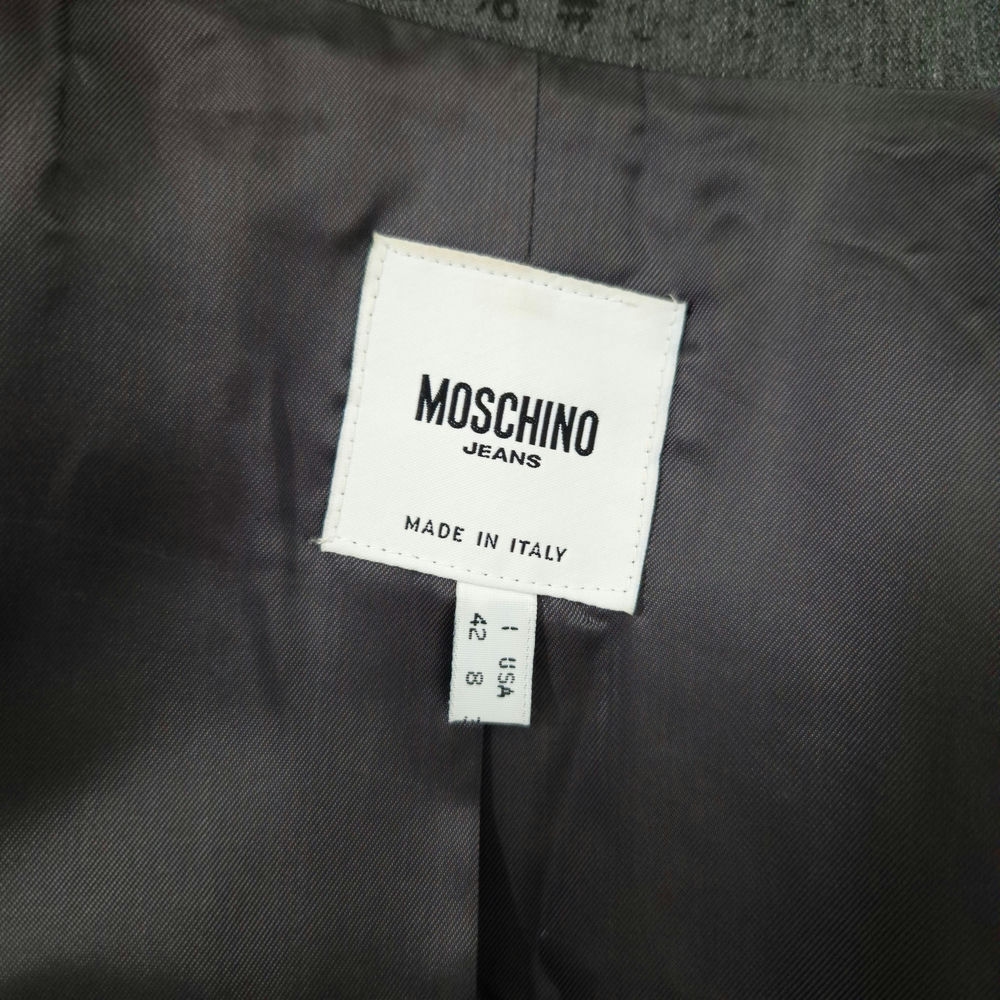 MOSCHINO
JEANS
MADE IN ITALY
I USA
42 8